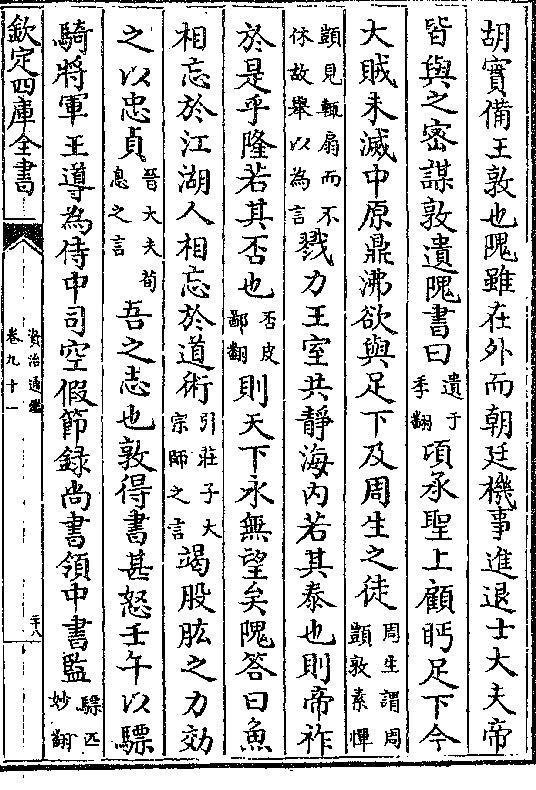 胡實備王敦也隗雖在外而朝廷機事進退士大夫帝
皆與之密謀敦遺隗書曰遺于季翻頃承聖上顧眄足下今
大賊未滅中原鼎沸欲與足下及周生之徒周生謂周顗敦素憚
顗見輒扇而不休故舉以為言戮力王室共靜海内若其泰也則帝祚
於是乎隆若其否也否皮鄙翻則天下永無望矣隗答曰魚
相忘於江湖人相忘於道術引莊子大宗師之言竭股肱之力效
之以忠貞晉大夫荀息之言吾之志也敦得書甚怒壬午以驃
騎將軍王導為侍中司空假節録尚書領中書監驃匹妙翻
欽定四庫全書
資治通鑑
卷九十一